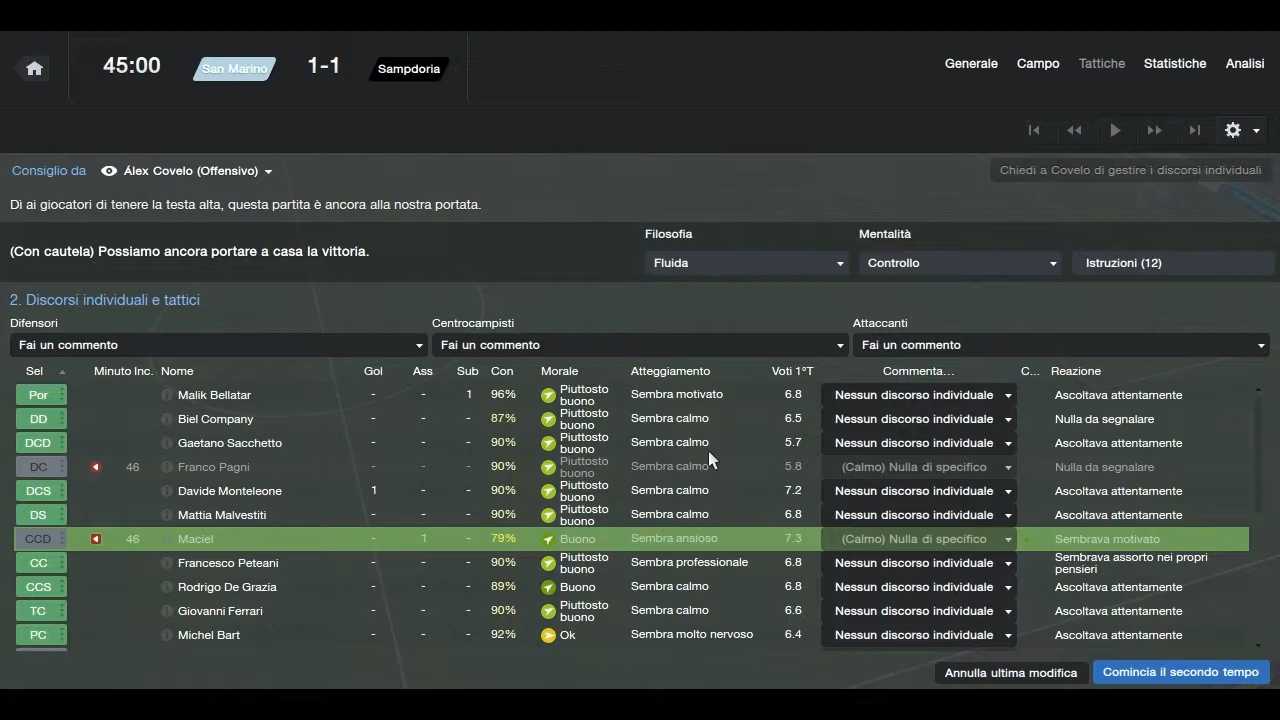 45:00 San Marino 1-1 Sampdoria
Generale Campo Tattiche Statistiche Analisi
Consiglio da Álex Covelo (Offensivo) Chiedi a Covelo di gestire i discorsi individuali
Dì ai giocatori di tenere la testa alta, questa partita è ancora alla nostra portata.
Filosofia Mentalità
(Con cautela) Possiamo ancora portare a casa la vittoria. Fluida Controllo Istruzioni (12)
2. Discorsi individuali e tattici
Difensori Centrocampisti Attaccanti
Fai un commento Fai un commento Fai un commento
Sel Minuto Inc. Nome Gol Ass Sub Con Morale Atteggiamento Voti 1°T Commenta... C... Reazione
Por Malik Bellatar - - 1 96% Piuttosto buono Sembra motivato 6.8 Nessun discorso individuale Ascoltava attentamente
DD Biel Company - - - 87% Piuttosto buono Sembra calmo 6.5 Nessun discorso individuale Nulla da segnalare
DCD Gaetano Sacchetto - - - 90% Piuttosto buono Sembra calmo 5.7 Nessun discorso individuale Ascoltava attentamente
DC 46 Franco Pagni - - - 90% Piuttosto buono Sembra calmo 5.8 (Calmo) Nulla di specifico Nulla da segnalare
DCS Davide Monteleone 1 - - 90% Piuttosto buono Sembra calmo 7.2 Nessun discorso individuale Ascoltava attentamente
DS Mattia Malvestiti - - - 90% Piuttosto buono Sembra calmo 6.8 Nessun discorso individuale Ascoltava attentamente
CCD 46 Maciel - 1 - 79% Buono Sembra ansioso 7.3 (Calmo) Nulla di specifico Sembrava motivato
CC Francesco Peteani - - - 90% Piuttosto buono Sembra professionale 6.8 Nessun discorso individuale Sembrava assorto nei propri pensieri
CCS Rodrigo De Grazia - - - 89% Buono Sembra calmo 6.8 Nessun discorso individuale Ascoltava attentamente
TC Giovanni Ferrari - - - 90% Piuttosto buono Sembra calmo 6.6 Nessun discorso individuale Ascoltava attentamente
PC Michel Bart - - - 92% Ok Sembra molto nervoso 6.4 Nessun discorso individuale Ascoltava attentamente
Annulla ultima modifica Comincia il secondo tempo